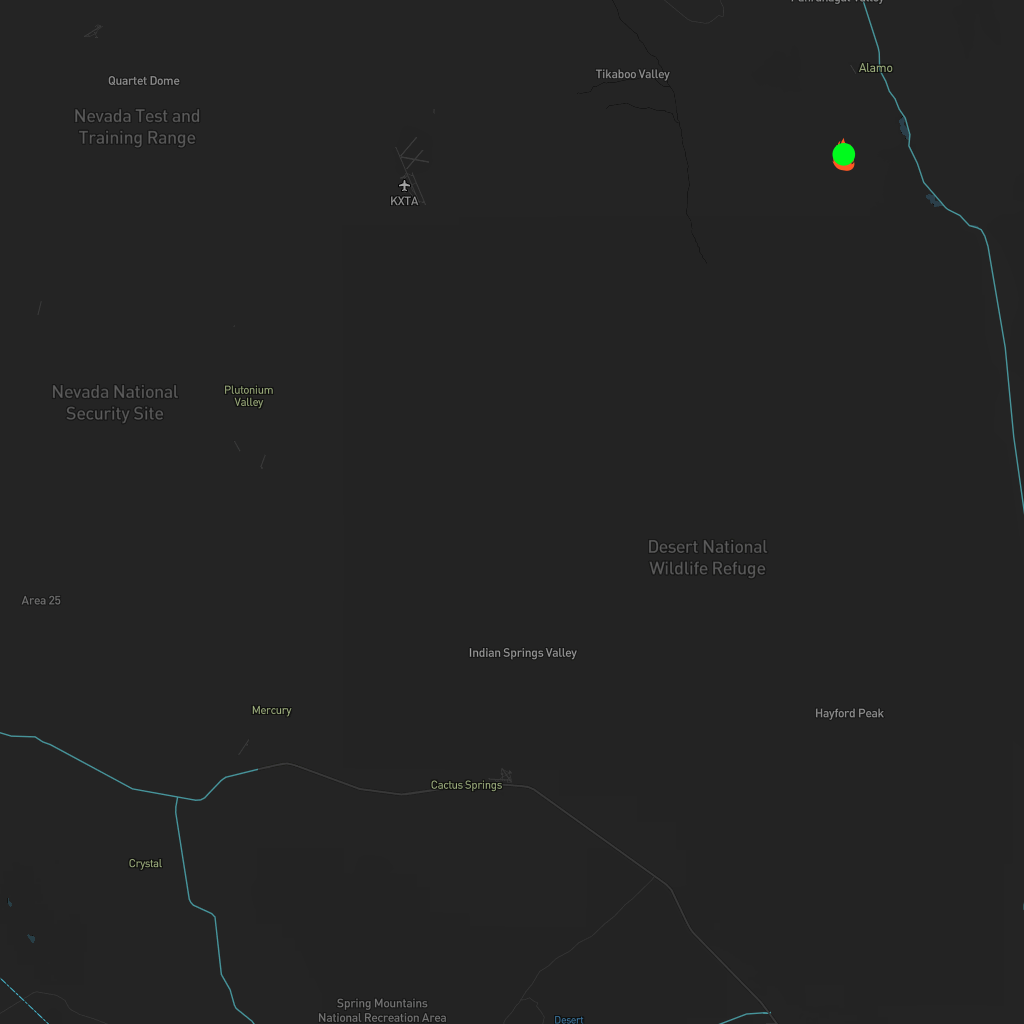 Pahranagat Valley
Quartet Dome
Tikaboo Valley
Alamo
Nevada Test and
Training Range
KXTA
Nevada National
Security Site
Plutonium
Valley
Desert National
Wildlife Refuge
Area 25
Indian Springs Valley
Mercury
Hayford Peak
Cactus Springs
Crystal
Spring Mountains
National Recreation Area
Desert